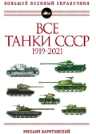 БОЛЬШОЙ ВОЕННЫЙ СПРАВОЧНИК
ВСЕ
ТАНКИ СССР
1919-2021
МИХАИЛ БАРЯТИНСКИЙ